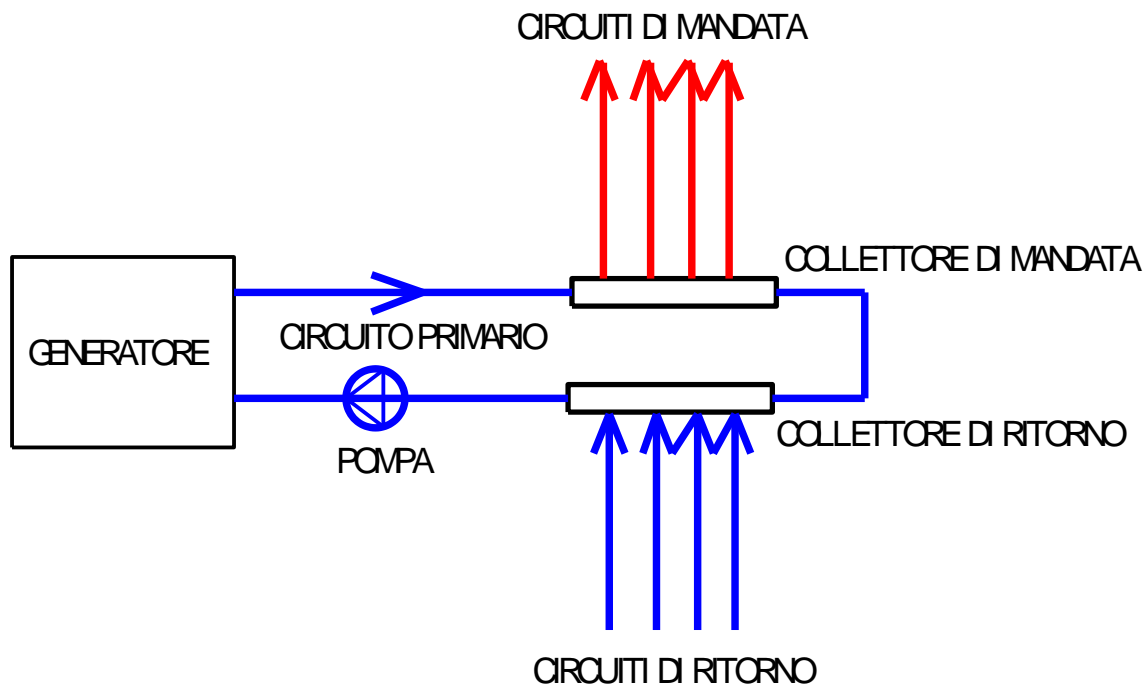 CIRCUITI DI MANDATA
COLLETTORE DI MANDATA
CIRCUITO PRIMARIO
GENERATORE
COLLETTORE DI RITORNO
POMPA
CIRCUITI DI RITORNO